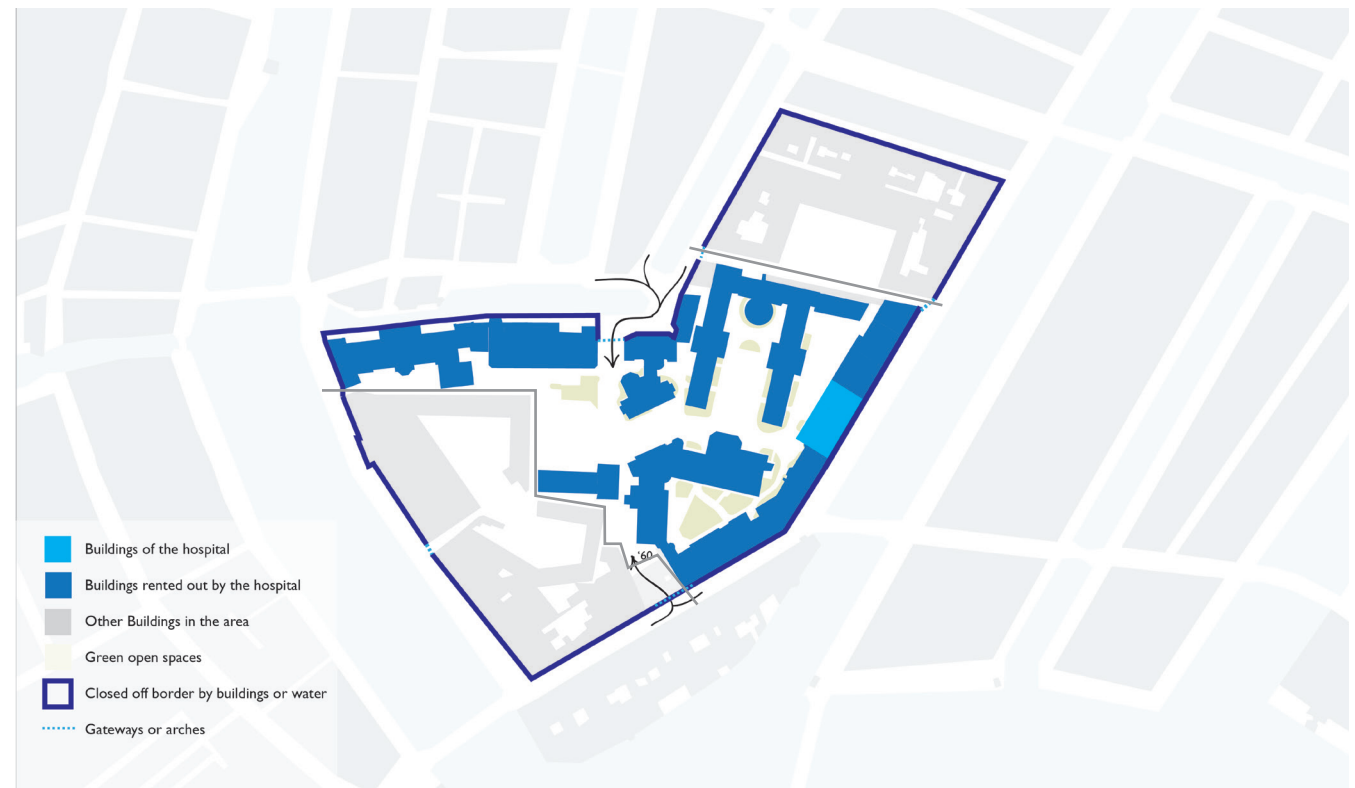 '60
Buildings of the hospital
Buildings rented out by the hospital
Other Buildings in the area
Green open spaces
Closed off border by buildings or water
Gateways or arches